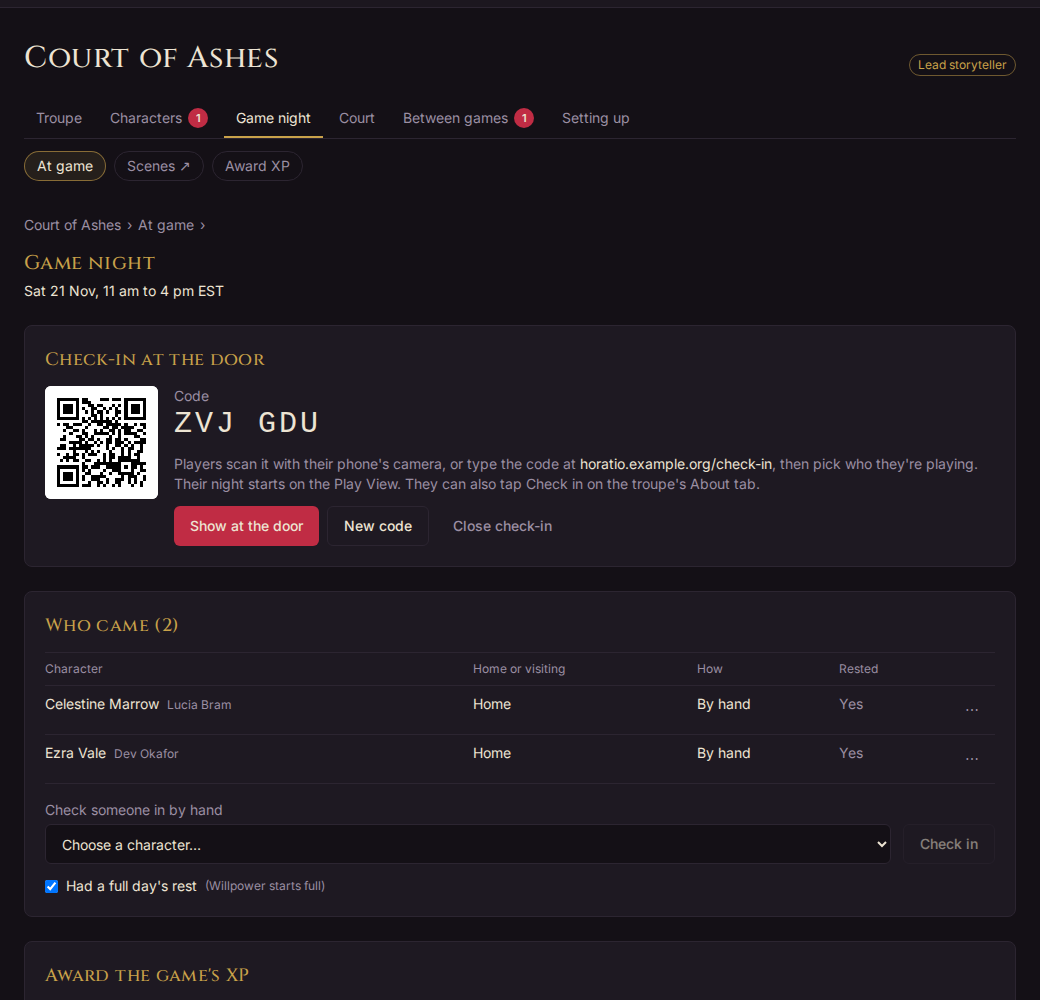 Court of Ashes
Lead storyteller
Troupe Characters 1 Game night Court Between games 1 Setting up
At game Scenes ↗ Award XP
Court of Ashes › At game ›
Game night
Sat 21 Nov, 11 am to 4 pm EST
Check-in at the door
Code
ZVJ GDU
Players scan it with their phone's camera, or type the code at horatio.example.org/check-in, then pick who they're playing.
Their night starts on the Play View. They can also tap Check in on the troupe's About tab.
Show at the door New code Close check-in
Who came (2)
Character Home or visiting How Rested
Celestine Marrow Lucia Bram Home By hand Yes ...
Ezra Vale Dev Okafor Home By hand Yes ...
Check someone in by hand
Choose a character... Check in
Had a full day's rest (Willpower starts full)
Award the game's XP